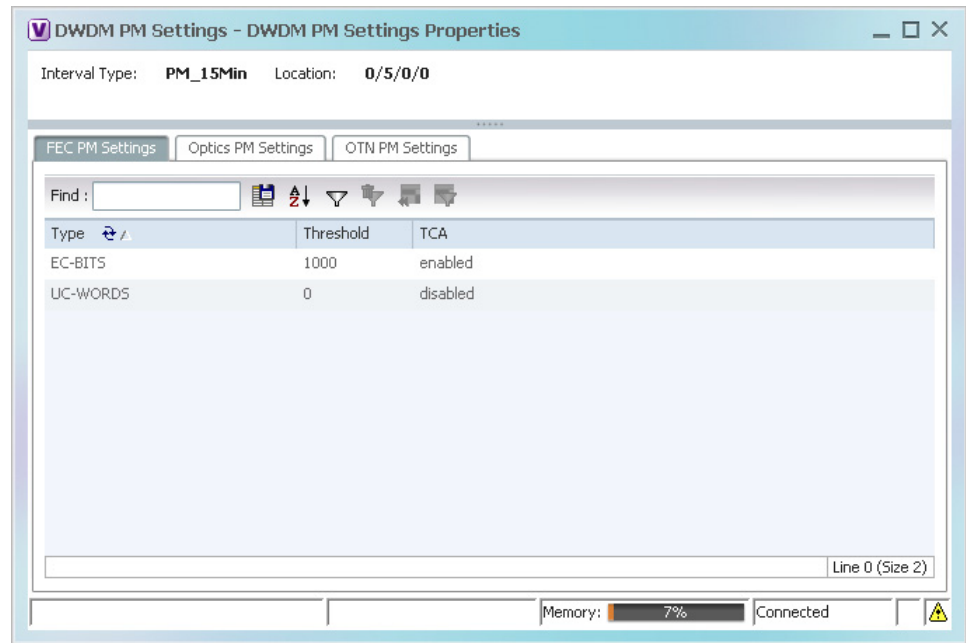 V DWDM PM Settings - DWDM PM Settings Properties
Interval Type: PM_15Min Location: 0/5/0/0
FEC PM Settings Optics PM Settings OTN PM Settings
Find :
Type Threshold TCA
EC-BITS 1000 enabled
UC-WORDS 0 disabled
Line 0 (Size 2)
Memory: 7% Connected